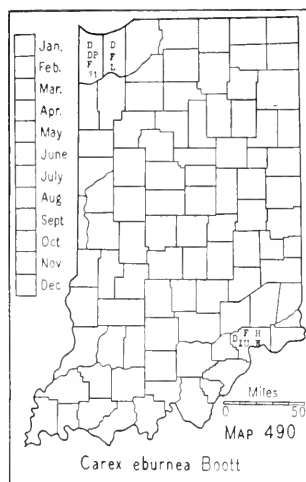 Jan.
Feb.
Mar.
Apr.
May
June
July
Aug
Sept
Oct
Nov
Dec
D
DP
F
D
F
L
D
F
H
Miles
0 50
MAP 490
Carex eburnea Boott